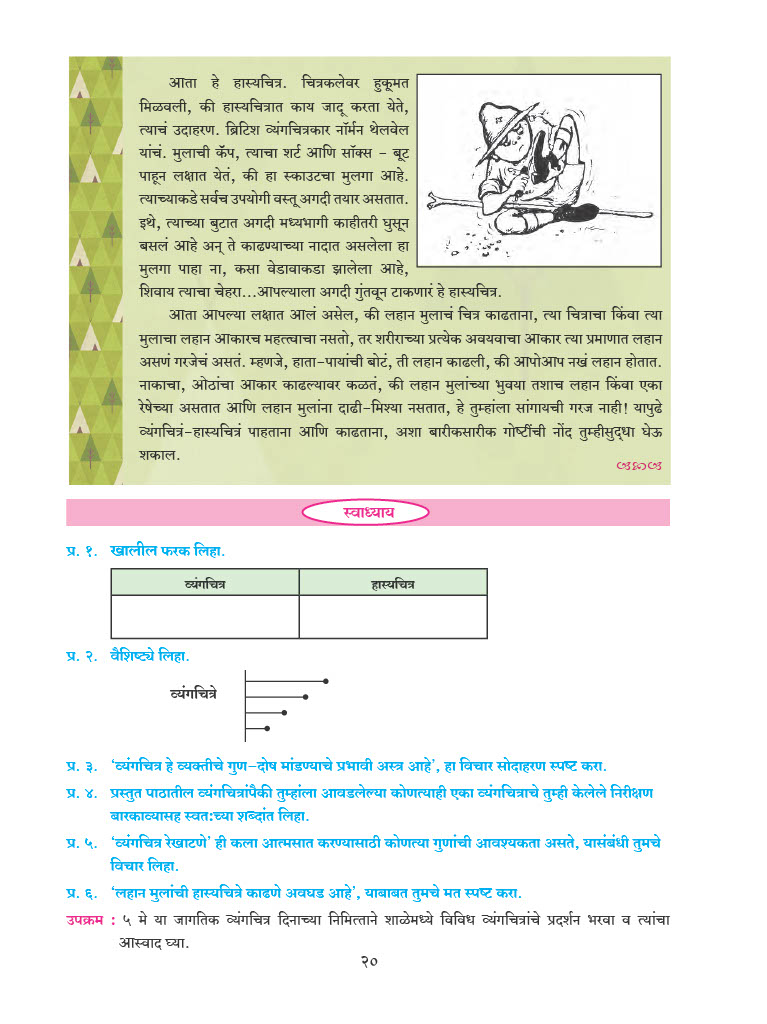 आता हे हास्यचित्र. चित्रकलेवर हुकूमत
मिळवली, की हास्यचित्रात काय जादू करता येते,
त्याचं उदाहरण. ब्रिटिश व्यंगचित्रकार नॉर्मन थेलवेल
यांचं. मुलाची कॅप, त्याचा शर्ट आणि सॉक्स - बूट
पाहून लक्षात येतं, की हा स्काउटचा मुलगा आहे.
त्याच्याकडे सर्वच उपयोगी वस्तू अगदी तयार असतात.
इथे, त्याच्या बुटात अगदी मध्यभागी काहीतरी घुसून
बसलं आहे अन् ते काढण्याच्या नादात असलेला हा
मुलगा पाहा ना, कसा वेडावाकडा झालेला आहे,
शिवाय त्याचा चेहरा...आपल्याला अगदी गुंतवून टाकणारं हे हास्यचित्र.
आता आपल्या लक्षात आलं असेल, की लहान मुलाचं चित्र काढताना, त्या चित्राचा किंवा त्या
मुलाचा लहान आकारच महत्त्वाचा नसतो, तर शरीराच्या प्रत्येक अवयवाचा आकार त्या प्रमाणात लहान
असणं गरजेचं असतं. म्हणजे, हाता-पायांची बोटं, ती लहान काढली, की आपोआप नखं लहान होतात.
नाकाचा, ओठांचा आकार काढल्यावर कळतं, की लहान मुलांच्या भुवया तशाच लहान किंवा एका
रेषेच्या असतात आणि लहान मुलांना दाढी-मिश्या नसतात, हे तुम्हांला सांगायची गरज नाही! यापुढे
व्यंगचित्रं-हास्यचित्रं पाहताना आणि काढताना, अशा बारीकसारीक गोष्टींची नोंद तुम्हीसुद्धा घेऊ
शकाल.
स्वाध्याय
प्र. १. खालील फरक लिहा.
व्यंगचित्र हास्यचित्र
प्र. २. वैशिष्ट्ये लिहा.
व्यंगचित्रे
प्र. ३. ‘व्यंगचित्र हे व्यक्तीचे गुण-दोष मांडण्याचे प्रभावी अस्त्र आहे’, हा विचार सोदाहरण स्पष्ट करा.
प्र. ४. प्रस्तुत पाठातील व्यंगचित्रांपैकी तुम्हांला आवडलेल्या कोणत्याही एका व्यंगचित्राचे तुम्ही केलेले निरीक्षण
बारकाव्यासह स्वत:च्या शब्दांत लिहा.
प्र. ५. ‘व्यंगचित्र रेखाटणे’ ही कला आत्मसात करण्यासाठी कोणत्या गुणांची आवश्यकता असते, यासंबंधी तुमचे
विचार लिहा.
प्र. ६. ‘लहान मुलांची हास्यचित्रे काढणे अवघड आहे’, याबाबत तुमचे मत स्पष्ट करा.
उपक्रम : ५ मे या जागतिक व्यंगचित्र दिनाच्या निमित्ताने शाळेमध्ये विविध व्यंगचित्रांचे प्रदर्शन भरवा व त्यांचा
आस्वाद घ्या.
२०